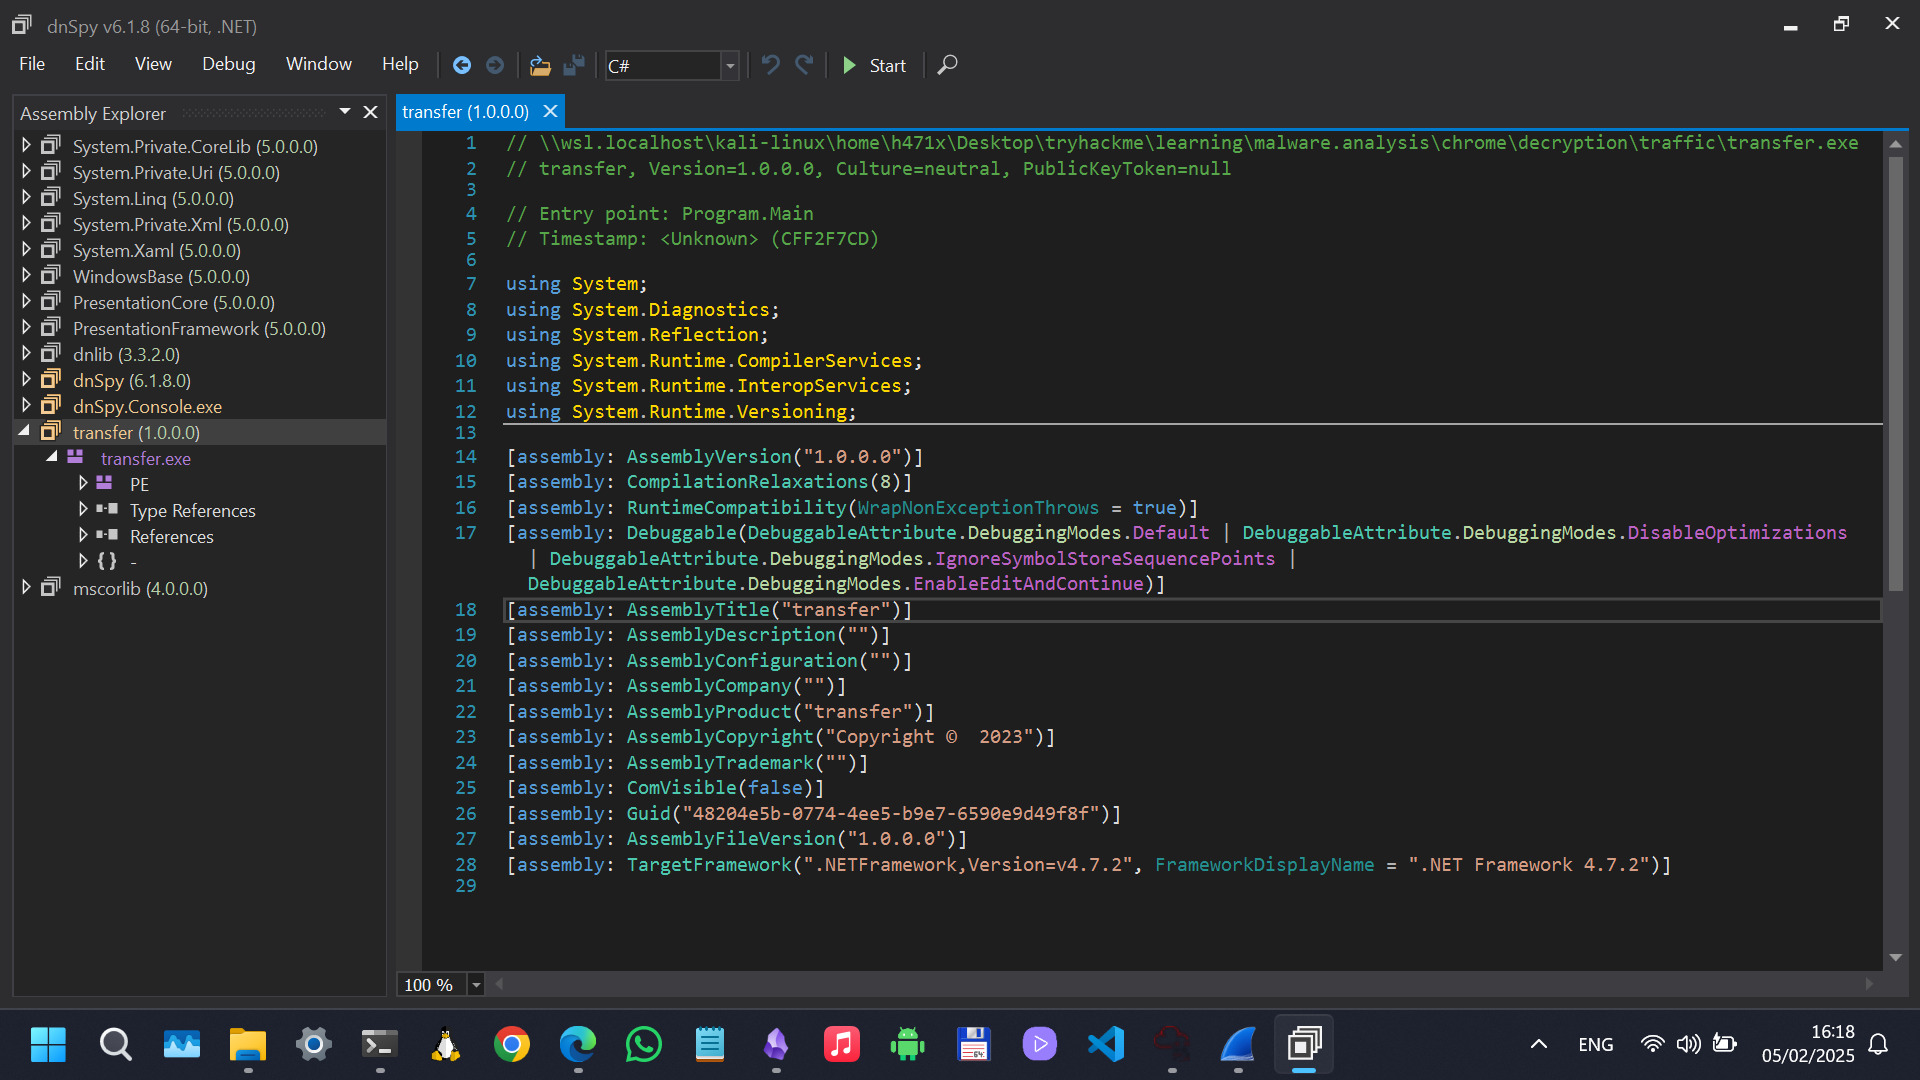 dnSpy v6.1.8 (64-bit, .NET)
File Edit View Debug Window Help C# Start
Assembly Explorer
System.Private.CoreLib (5.0.0.0)
System.Private.Uri (5.0.0.0)
System.Linq (5.0.0.0)
System.Private.Xml (5.0.0.0)
System.Xaml (5.0.0.0)
WindowsBase (5.0.0.0)
PresentationCore (5.0.0.0)
PresentationFramework (5.0.0.0)
dnlib (3.3.2.0)
dnSpy (6.1.8.0)
dnSpy.Console.exe
transfer (1.0.0.0)
transfer.exe
PE
Type References
References
{ } -
mscorlib (4.0.0.0)
transfer (1.0.0.0)
1 // \\wsl.localhost\kali-linux\home\h471x\Desktop\tryhackme\learning\malware.analysis\chrome\decryption\traffic\transfer.exe
2 // transfer, Version=1.0.0.0, Culture=neutral, PublicKeyToken=null
3
4 // Entry point: Program.Main
5 // Timestamp: <Unknown> (CFF2F7CD)
6
7 using System;
8 using System.Diagnostics;
9 using System.Reflection;
10 using System.Runtime.CompilerServices;
11 using System.Runtime.InteropServices;
12 using System.Runtime.Versioning;
13
14 [assembly: AssemblyVersion("1.0.0.0")]
15 [assembly: CompilationRelaxations(8)]
16 [assembly: RuntimeCompatibility(WrapNonExceptionThrows = true)]
17 [assembly: Debuggable(DebuggableAttribute.DebuggingModes.Default | DebuggableAttribute.DebuggingModes.DisableOptimizations
| DebuggableAttribute.DebuggingModes.IgnoreSymbolStoreSequencePoints |
DebuggableAttribute.DebuggingModes.EnableEditAndContinue)]
18 [assembly: AssemblyTitle("transfer")]
19 [assembly: AssemblyDescription("")]
20 [assembly: AssemblyConfiguration("")]
21 [assembly: AssemblyCompany("")]
22 [assembly: AssemblyProduct("transfer")]
23 [assembly: AssemblyCopyright("Copyright ©  2023")]
24 [assembly: AssemblyTrademark("")]
25 [assembly: ComVisible(false)]
26 [assembly: Guid("48204e5b-0774-4ee5-b9e7-6590e9d49f8f")]
27 [assembly: AssemblyFileVersion("1.0.0.0")]
28 [assembly: TargetFramework(".NETFramework,Version=v4.7.2", FrameworkDisplayName = ".NET Framework 4.7.2")]
29
100 %
64
ENG
16:18
05/02/2025